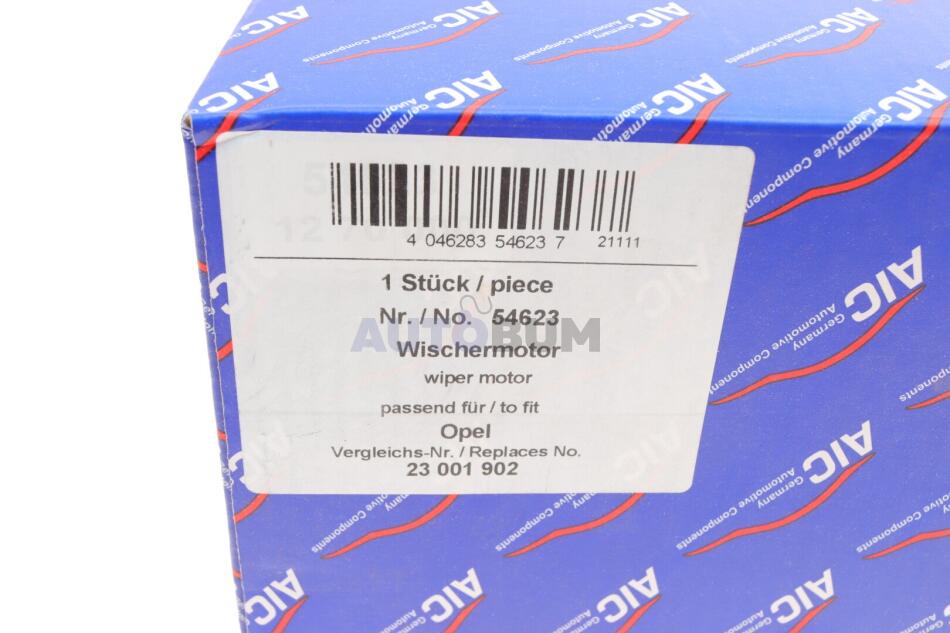 AIC
Germany
Automotive Components
4 046283 54623 7 21111
1 Stück / piece
Nr. / No. 54623
AUTOBUM
Wischermotor
wiper motor
passend für / to fit
Opel
Vergleichs-Nr. / Replaces No.
23 001 902